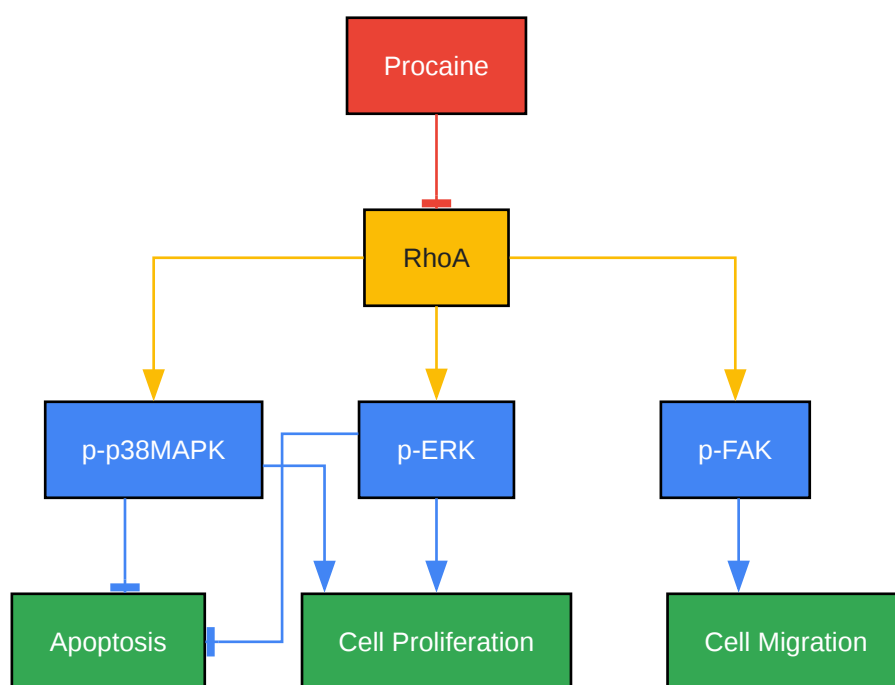 Procaine
RhoA
p-p38MAPK
p-ERK
p-FAK
Apoptosis
Cell Proliferation
Cell Migration